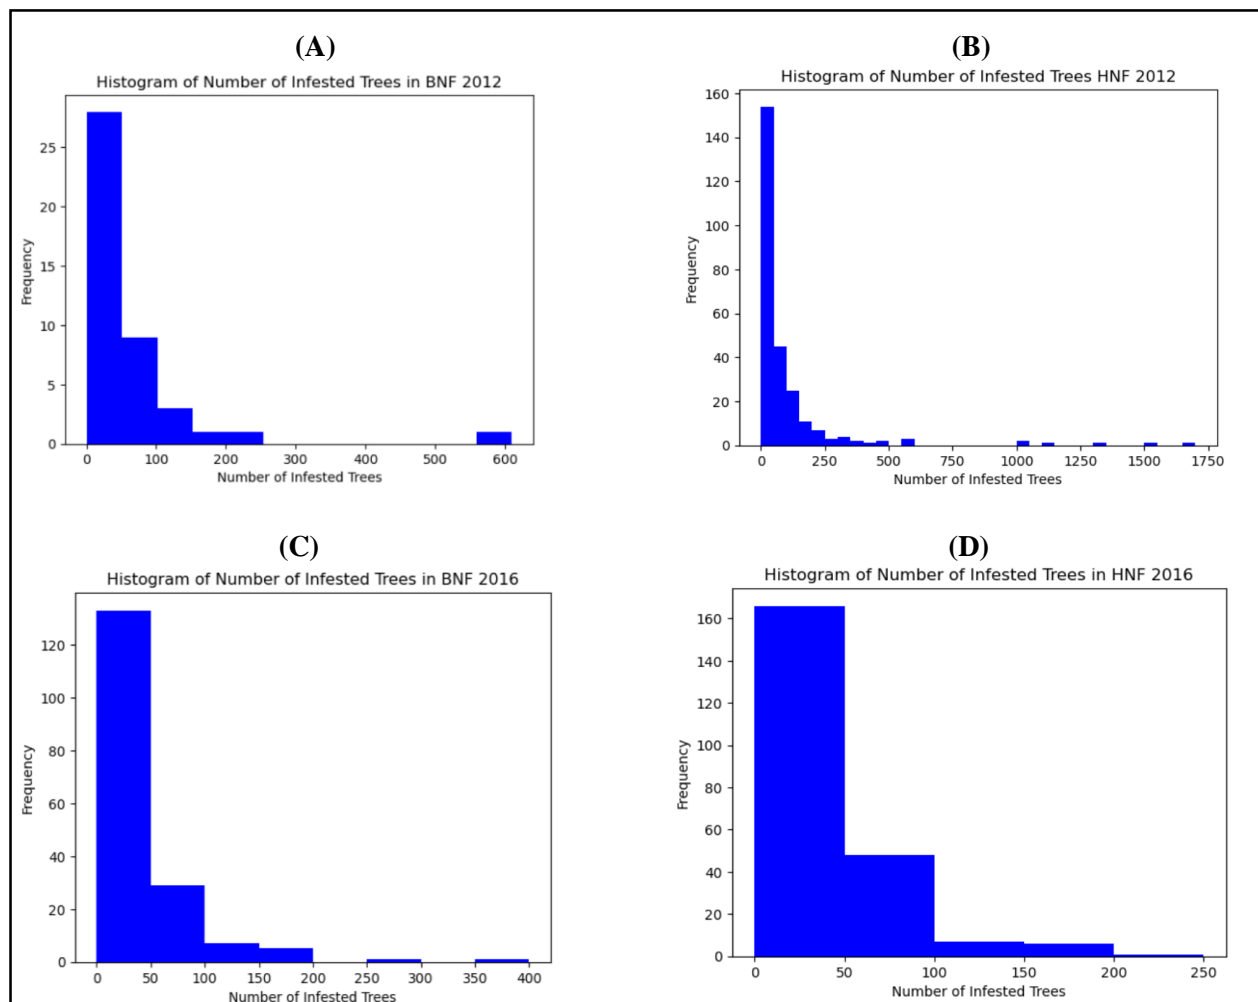 (A)
Histogram of Number of Infested Trees in BNF 2012
Frequency
25
20
15
10
5
0
0 100 200 300 400 500 600
Number of Infested Trees
(B)
Histogram of Number of Infested Trees HNF 2012
Frequency
160
140
120
100
80
60
40
20
0
0 250 500 750 1000 1250 1500 1750
Number of Infested Trees
(C)
Histogram of Number of Infested Trees in BNF 2016
Frequency
120
100
80
60
40
20
0
0 50 100 150 200 250 300 350 400
Number of Infested Trees
(D)
Histogram of Number of Infested Trees in HNF 2016
Frequency
160
140
120
100
80
60
40
20
0
0 50 100 150 200 250
Number of Infested Trees